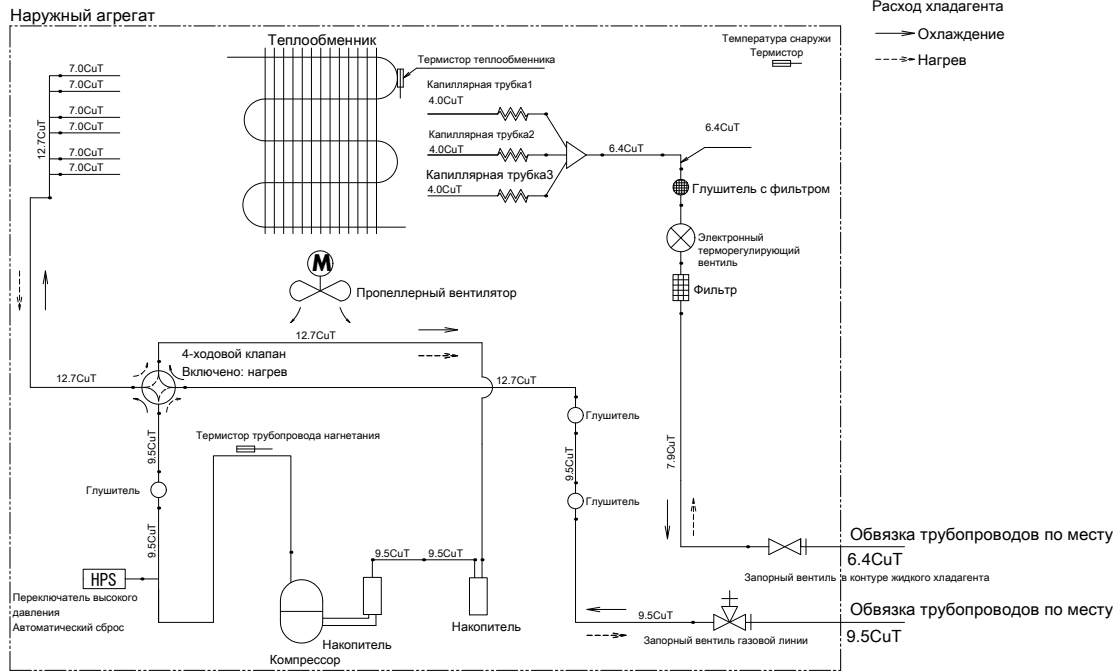 Наружный агрегат
Расход хладагента
Охлаждение
Нагрев
Теплообменник
Температура снаружи
Термистор
Термистор теплообменника
7.0CuT
7.0CuT
7.0CuT
7.0CuT
7.0CuT
7.0CuT
12.7CuT
Капиллярная трубка1
4.0CuT
Капиллярная трубка2
4.0CuT
Капиллярная трубка3
4.0CuT
6.4CuT
6.4CuT
Глушитель с фильтром
Электронный
терморегулирующий
вентиль
Фильтр
M
Пропеллерный вентилятор
12.7CuT
4-ходовой клапан
Включено: нагрев
12.7CuT
12.7CuT
Глушитель
9.5CuT
Термистор трубопровода нагнетания
9.5CuT
7.9CuT
Глушитель
Глушитель
9.5CuT
HPS
Переключатель высокого
давления
Автоматический сброс
9.5CuT
9.5CuT
Накопитель
Компрессор
Накопитель
Обвязка трубопроводов по месту
6.4CuT
Запорный вентиль в контуре жидкого хладагента
9.5CuT
Обвязка трубопроводов по месту
9.5CuT
Запорный вентиль газовой линии